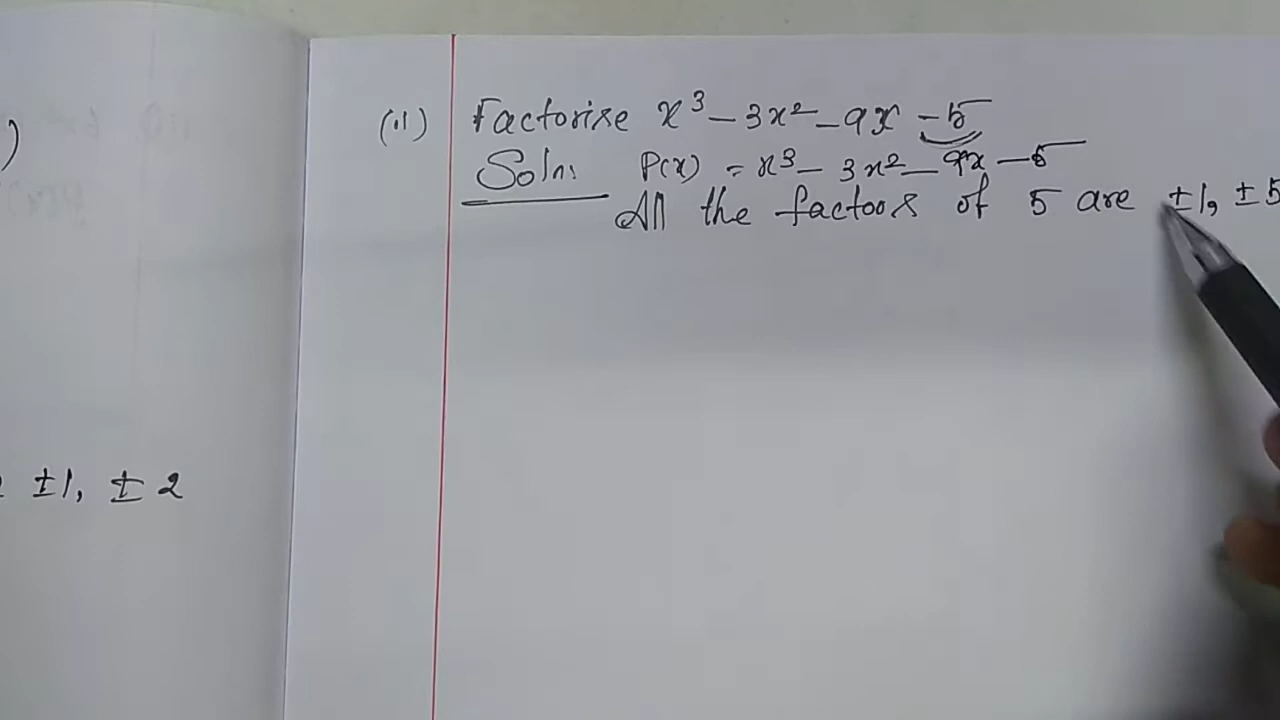 )
±1, ± 2
(ii) Factorise x³ – 3x² – 9x – 5
Soln: P(x) = x³ – 3x² – 9x – 5
All the factors of 5 are ±1, ±5